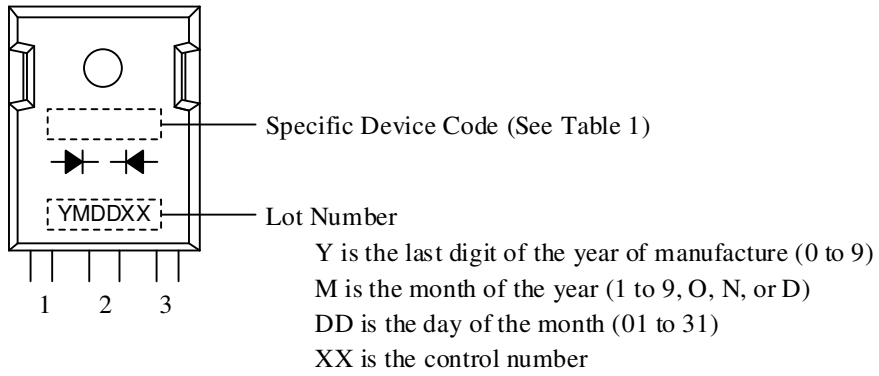 Specific Device Code (See Table 1)
YMDDXX
Lot Number
Y is the last digit of the year of manufacture (0 to 9)
M is the month of the year (1 to 9, O, N, or D)
DD is the day of the month (01 to 31)
XX is the control number
1 2 3